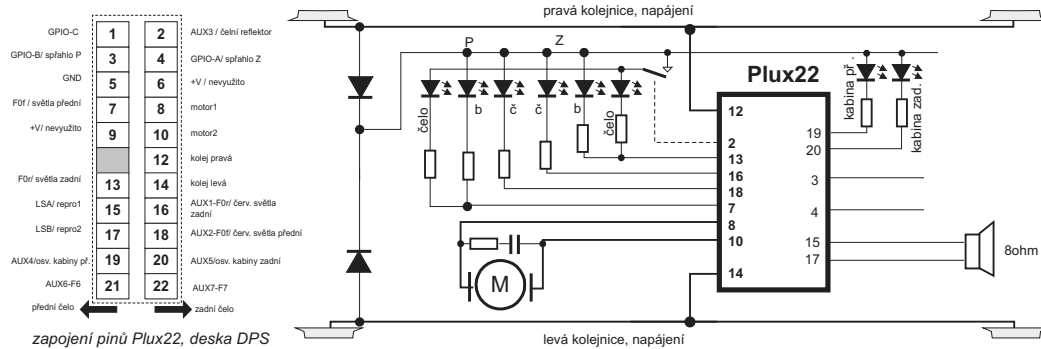 GPIO-C 1 2 AUX3 / čelní reflektor
GPIO-B/ spřáhlo P 3 4 GPIO-A/ spřáhlo Z
GND 5 6 +V / nevyužito
F0f / světla přední 7 8 motor1
+V/ nevyužito 9 10 motor2
12 kolej pravá
F0r/ světla zadní 13 14 kolej levá
LSA/ repro1 15 16 AUX1-F0r/ červ. světla
zadní
LSB/ repro2 17 18 AUX2-F0f/ červ. světla přední
AUX4/osv. kabiny př. 19 20 AUX5/osv. kabiny zadní
AUX6-F6 21 22 AUX7-F7
přední čelo zadní čelo
zapojení pinů Plux22, deska DPS
pravá kolejnice, napájení
P Z
čelo b č č b čelo
Plux22
12
2
13
16
18
7
8
10
14
19
20
3
4
15
17
kabina př.
kabina zad.
M
8ohm
levá kolejnice, napájení